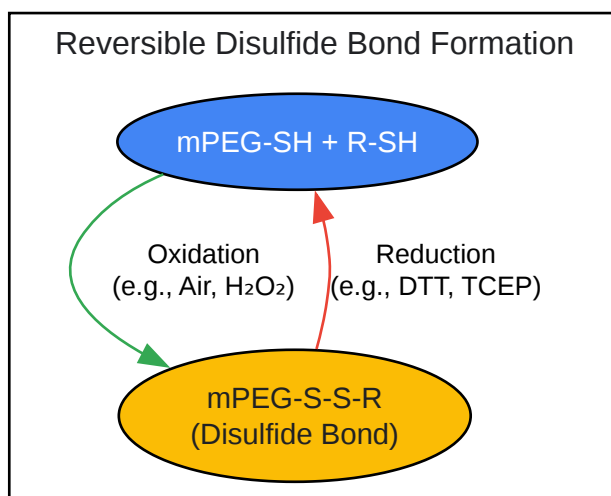 Reversible Disulfide Bond Formation
mPEG-SH + R-SH
Oxidation
(e.g., Air, H₂O₂)
Reduction
(e.g., DTT, TCEP)
mPEG-S-S-R
(Disulfide Bond)